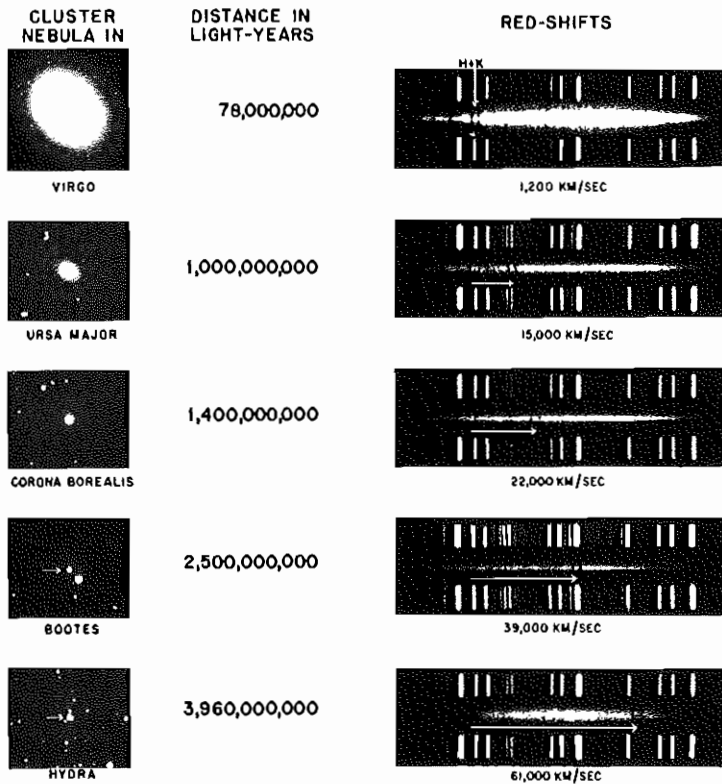 CLUSTER
NEBULA IN
DISTANCE IN
LIGHT-YEARS
RED-SHIFTS
H+K
78,000,000
VIRGO
1,200 KM/SEC
1,000,000,000
URSA MAJOR
15,000 KM/SEC
1,400,000,000
CORONA BOREALIS
22,000 KM/SEC
2,500,000,000
BOOTES
39,000 KM/SEC
3,960,000,000
HYDRA
61,000 KM/SEC